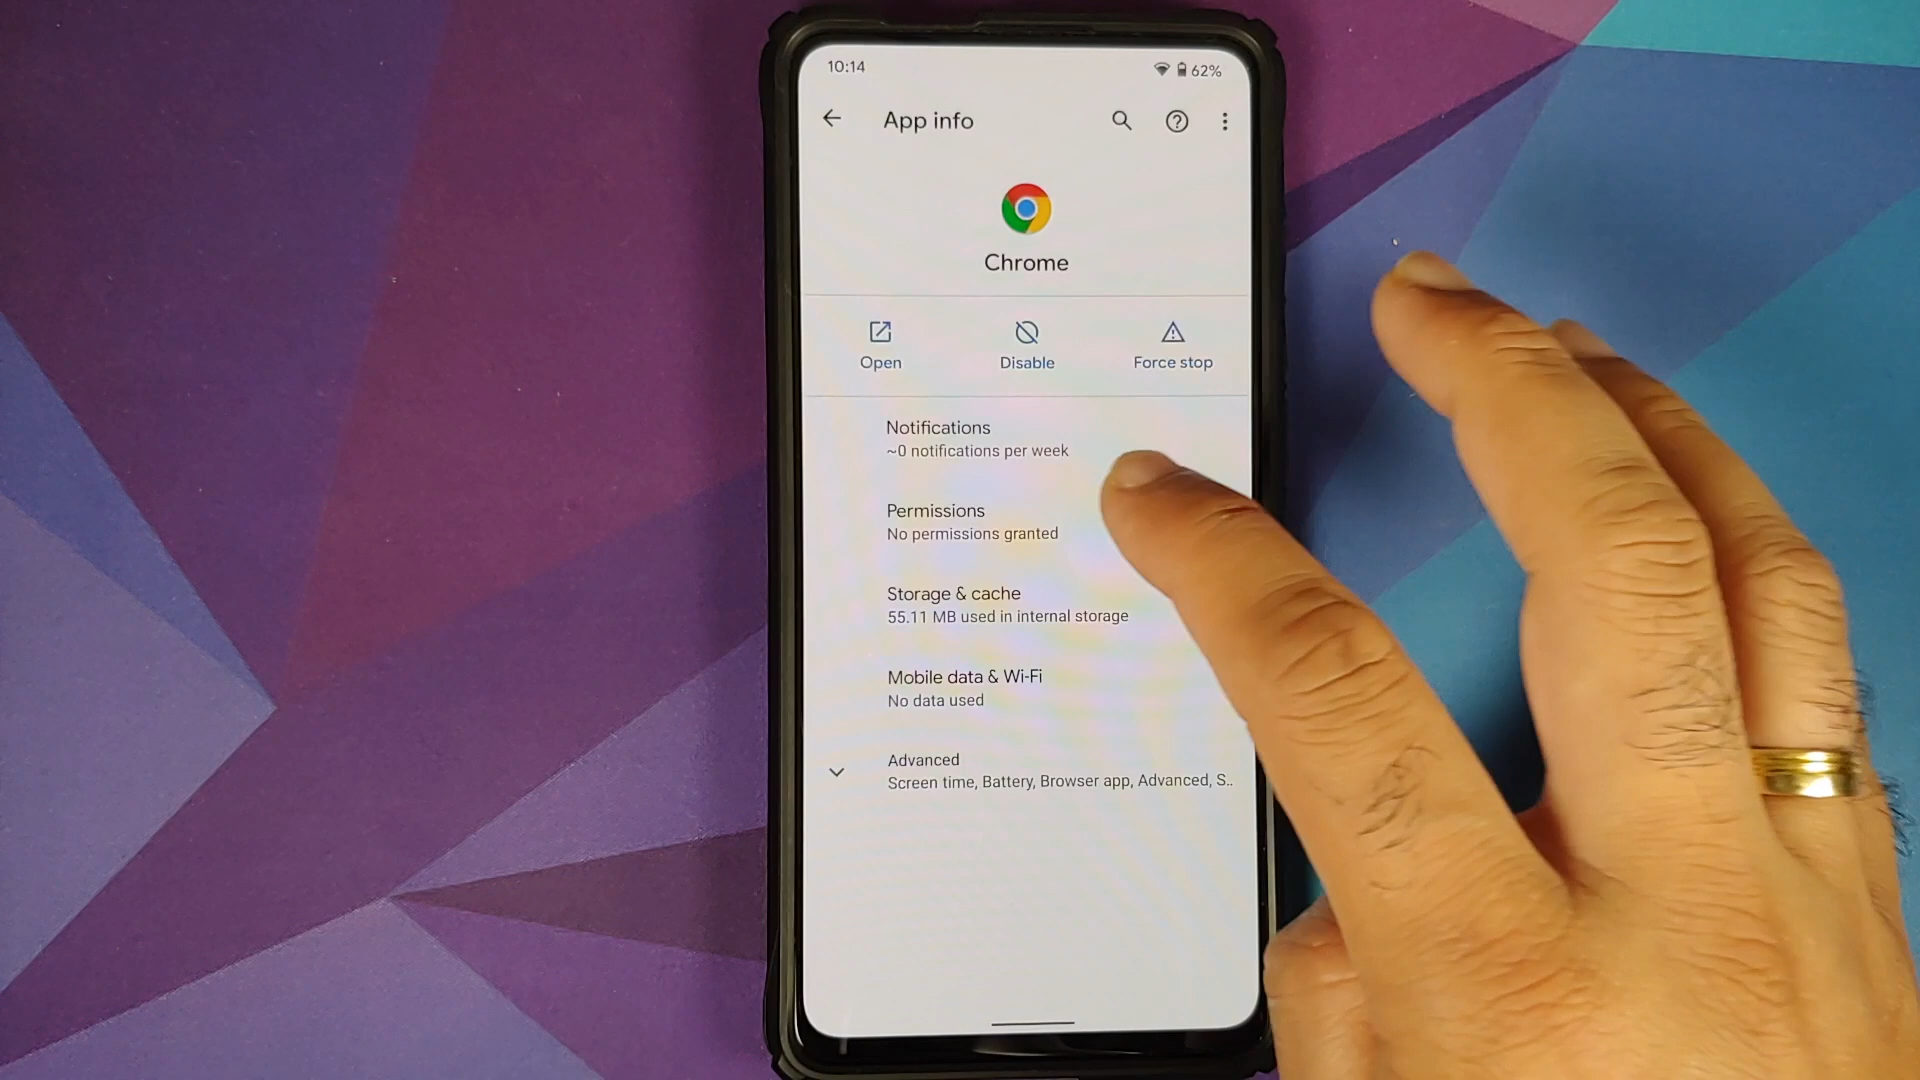 10:14
62%
App info
Chrome
Open
Disable
Force stop
Notifications
~0 notifications per week
Permissions
No permissions granted
Storage & cache
55.11 MB used in internal storage
Mobile data & Wi-Fi
No data used
Advanced
Screen time, Battery, Browser app, Advanced, S..